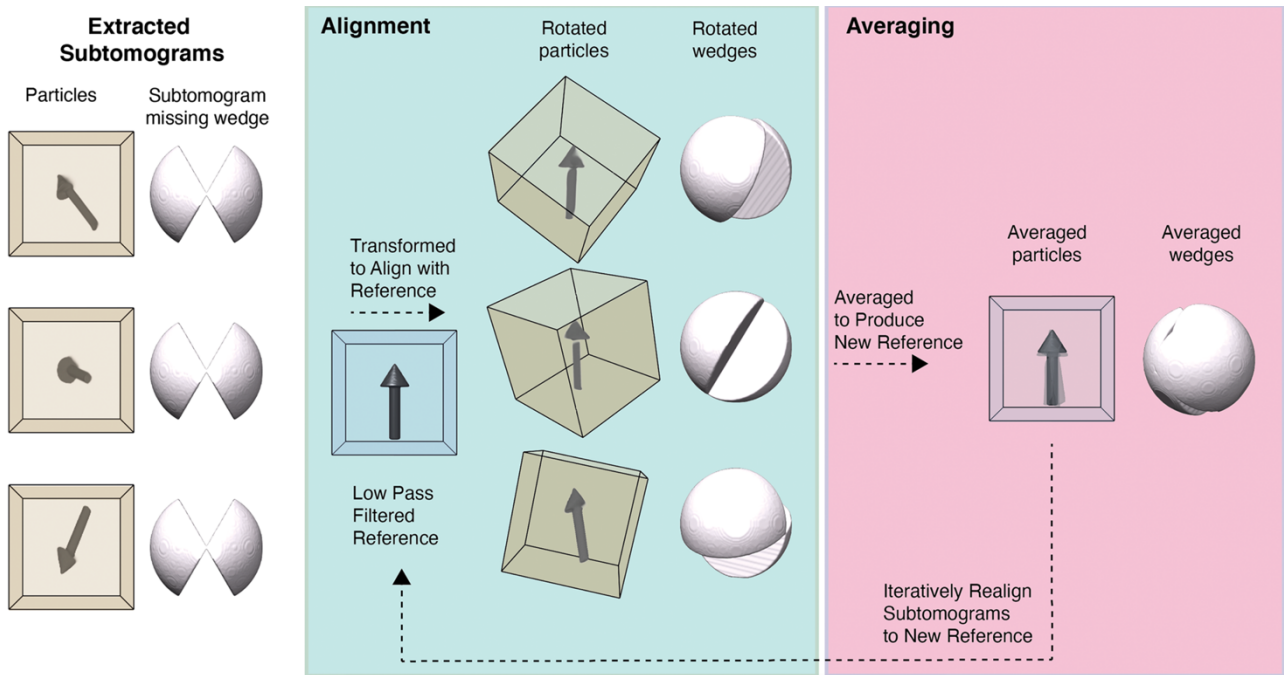 Extracted
Subtomograms
Particles
Subtomogram
missing wedge
Alignment
Rotated
particles
Rotated
wedges
Transformed
to Align with
Reference
Low Pass
Filtered
Reference
Averaging
Averaged
to Produce
New Reference
Averaged
particles
Averaged
wedges
Iteratively Realign
Subtomograms
to New Reference